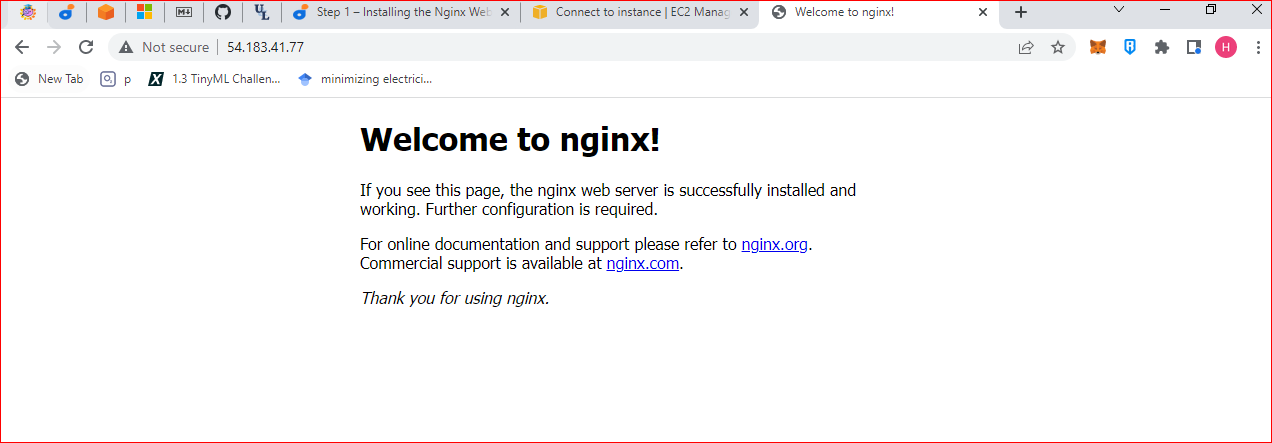 Step 1 – Installing the Nginx Web
Connect to instance | EC2 Manag
Welcome to nginx!
Not secure
54.183.41.77
H
New Tab
p
1.3 TinyML Challen...
minimizing electrici...
Welcome to nginx!
If you see this page, the nginx web server is successfully installed and
working. Further configuration is required.
For online documentation and support please refer to nginx.org.
Commercial support is available at nginx.com.
Thank you for using nginx.